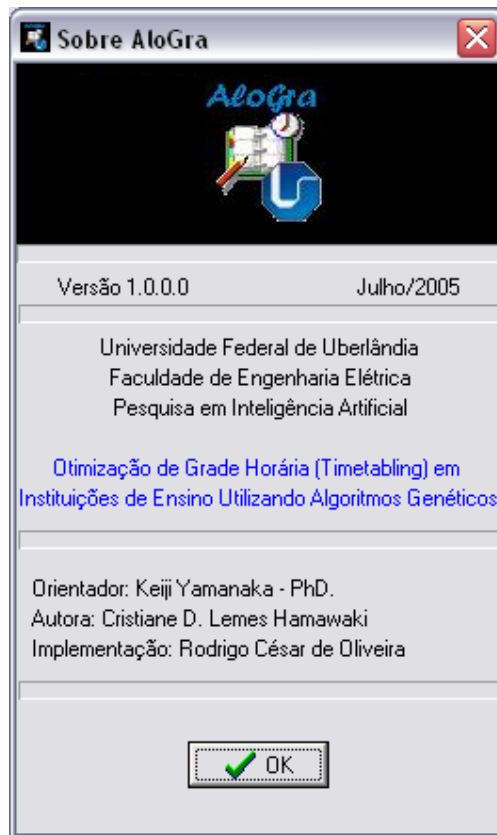 Sobre AloGra
AloGra
Versão 1.0.0.0 Julho/2005
Universidade Federal de Uberlândia
Faculdade de Engenharia Elétrica
Pesquisa em Inteligência Artificial
Otimização de Grade Horária (Timetabling) em
Instituições de Ensino Utilizando Algoritmos Genéticos
Orientador: Keiji Yamanaka - PhD.
Autora: Cristiane D. Lemes Hamawaki
Implementação: Rodrigo César de Oliveira
OK